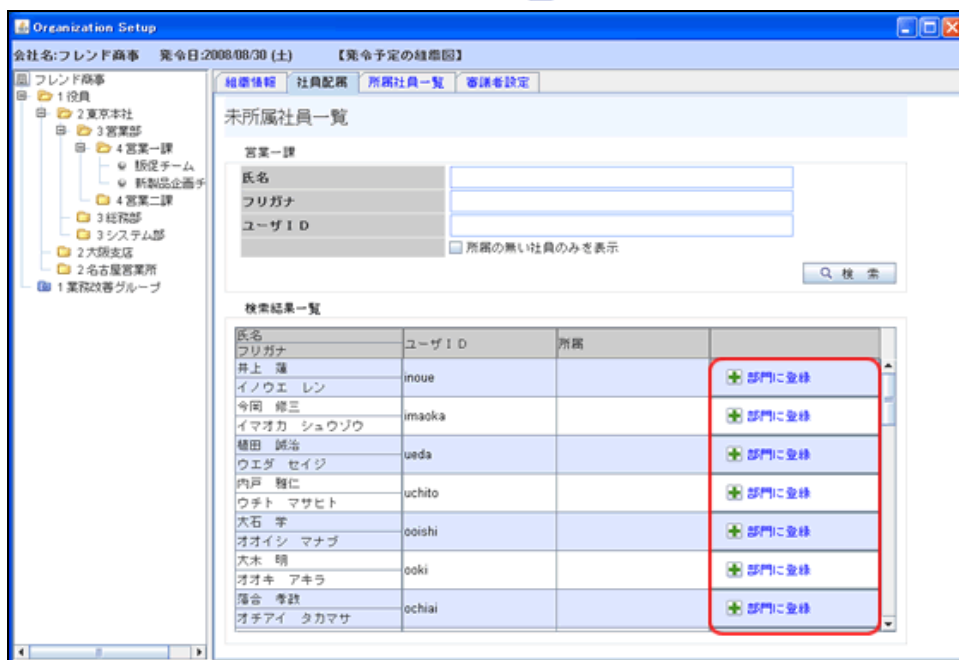 Organization Setup
会社名:フレンド商事 発令日:2008/08/30 (土) 【発令予定の組織図】
フレンド商事
1 役員
2 東京本社
3 営業部
4 営業一課
販促チーム
新製品企画チ
4 営業二課
3 総務部
3 システム部
2 大阪支店
2 名古屋営業所
1 業務改善グループ
組織情報 社員配属 所属社員一覧 審議者設定
未所属社員一覧
営業一課
氏名
フリガナ
ユーザＩＤ
所属の無い社員のみを表示
検 索
検索結果一覧
氏名
フリガナ
ユーザＩＤ
所属
井上 蓮
イノウエ レン
inoue
部門に登録
今岡 修三
イマオカ シュウゾウ
imaoka
部門に登録
植田 誠治
ウエダ セイジ
ueda
部門に登録
内戸 雅仁
ウチト マサヒト
uchito
部門に登録
大石 学
オオイシ マナブ
ooishi
部門に登録
大木 明
オオキ アキラ
ooki
部門に登録
落合 孝政
オチアイ タカマサ
ochiai
部門に登録